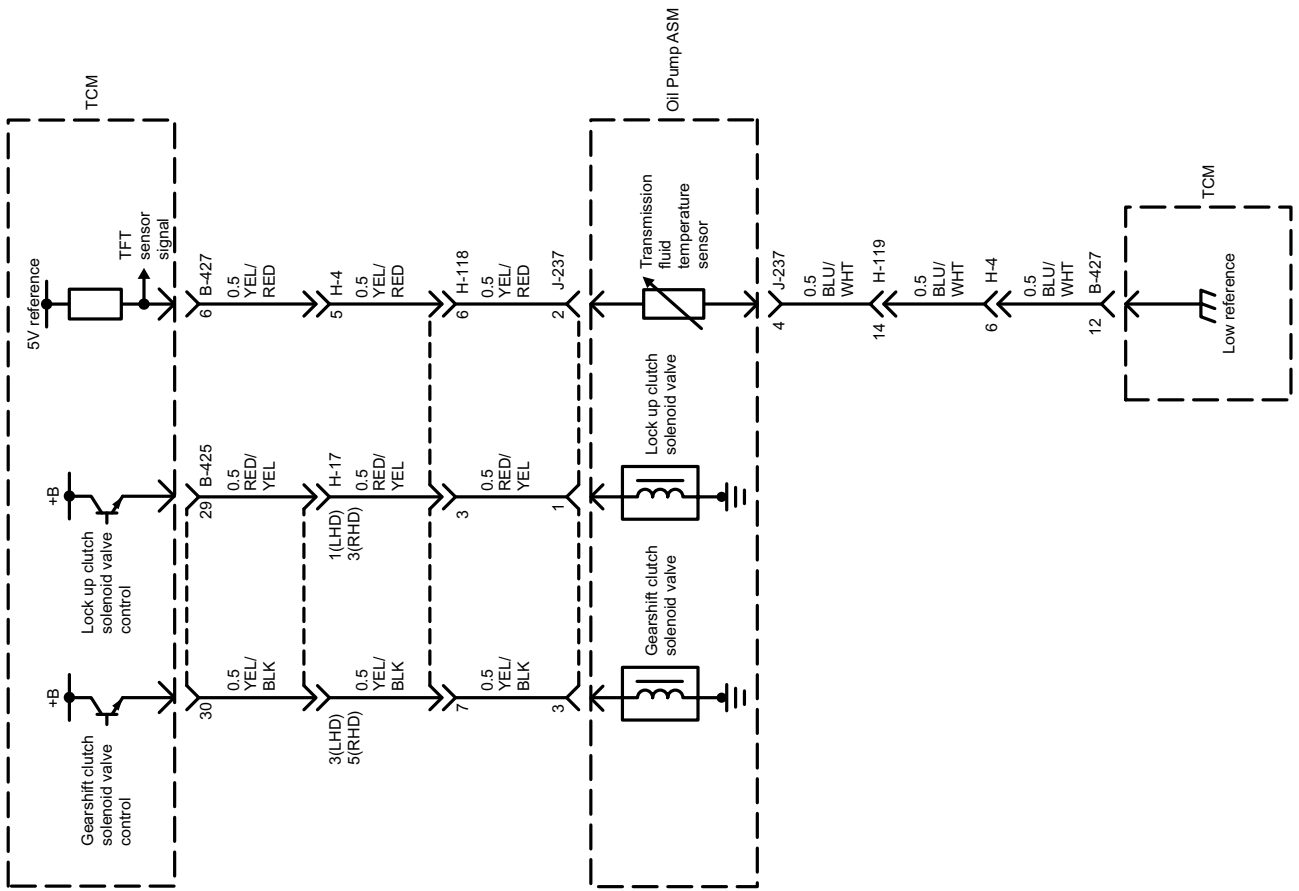 TCM
5V reference
TFT
sensor
signal
+B
Lock up clutch
solenoid valve
control
+B
Gearshift clutch
solenoid valve
control
6
B-427
29
B-425
30
0.5
YEL/
RED
0.5
RED/
YEL
0.5
YEL/
BLK
5
H-4
1(LHD)
3(RHD)
H-17
3(LHD)
5(RHD)
0.5
YEL/
RED
0.5
RED/
YEL
0.5
YEL/
BLK
6
H-118
3
7
0.5
YEL/
RED
0.5
RED/
YEL
0.5
YEL/
BLK
2
J-237
1
3
Oil Pump ASM
Transmission
fluid
temperature
sensor
Lock up clutch
solenoid valve
Gearshift clutch
solenoid valve
4
J-237
0.5
BLU/
WHT
14
H-119
0.5
BLU/
WHT
6
H-4
0.5
BLU/
WHT
12
B-427
TCM
Low reference